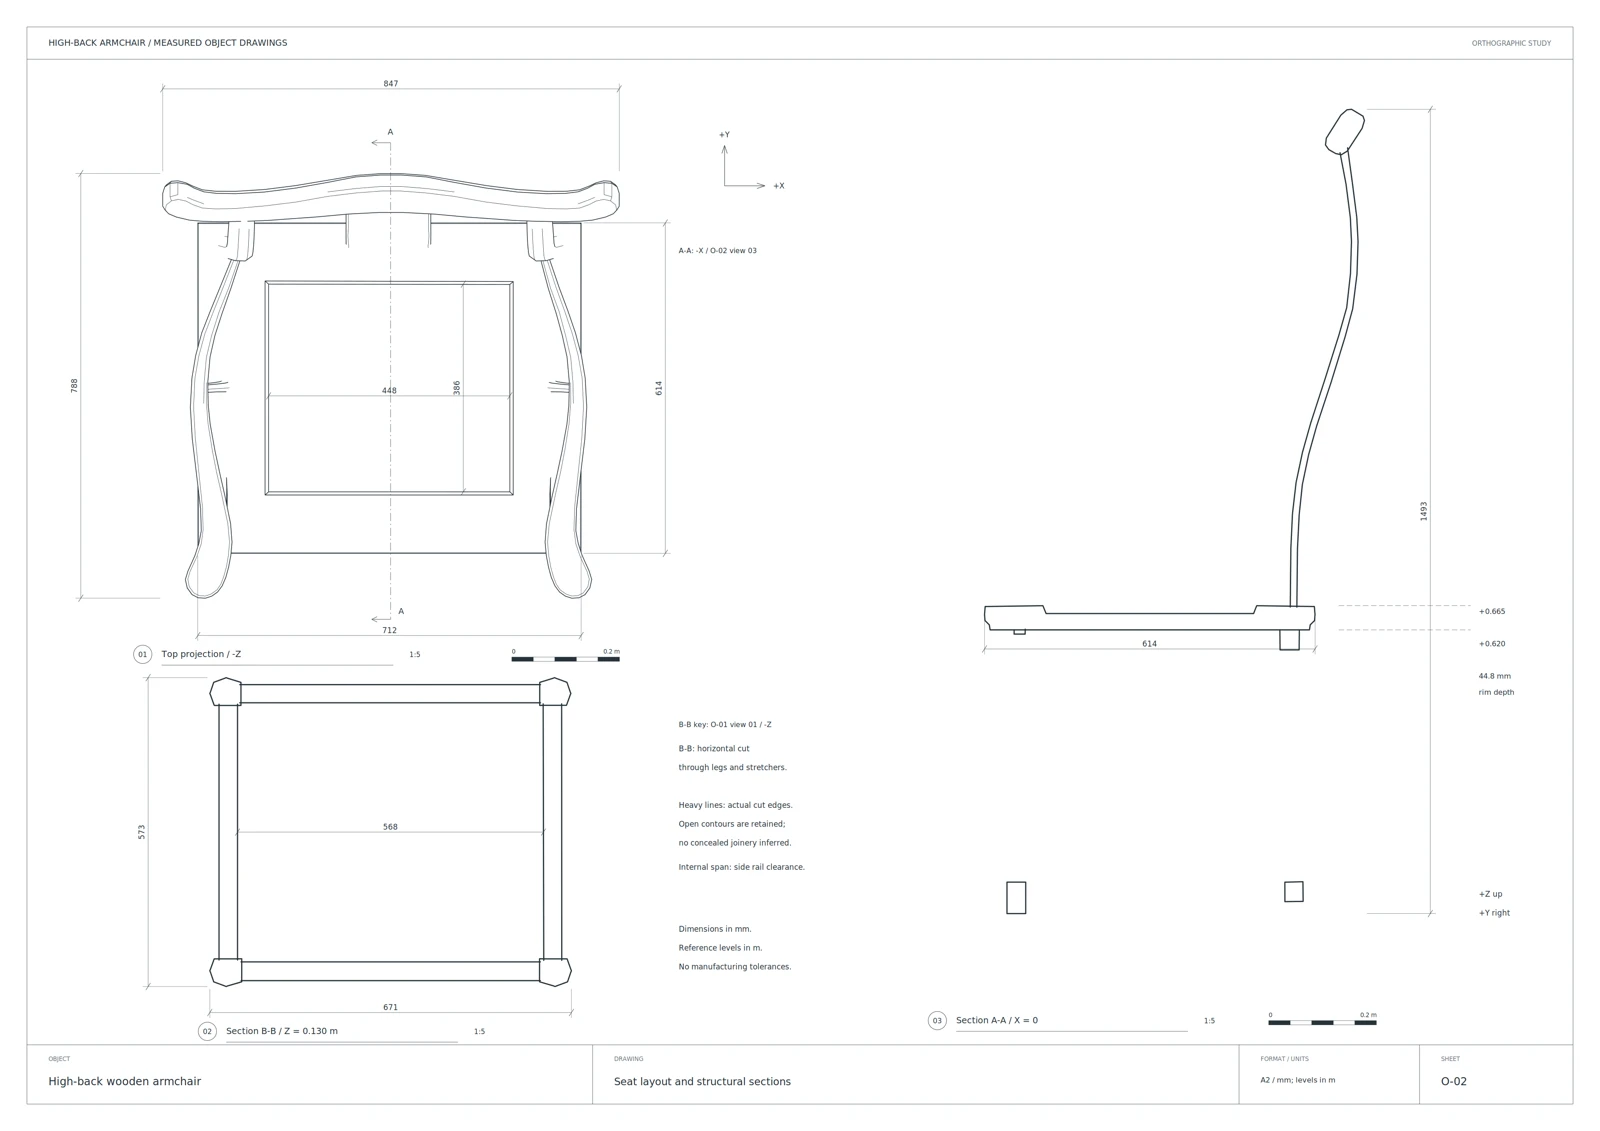 HIGH-BACK ARMCHAIR / MEASURED OBJECT DRAWINGS
ORTHOGRAPHIC STUDY
847
A
+Y
+X
A-A: -X / O-02 view 03
788
448
386
614
A
712
01
Top projection / -Z
1:5
0
0.2 m
573
568
671
02
Section B-B / Z = 0.130 m
1:5
B-B key: O-01 view 01 / -Z
B-B: horizontal cut
through legs and stretchers.
Heavy lines: actual cut edges.
Open contours are retained;
no concealed joinery inferred.
Internal span: side rail clearance.
Dimensions in mm.
Reference levels in m.
No manufacturing tolerances.
1493
614
+0.665
+0.620
44.8 mm
rim depth
+Z up
+Y right
03
Section A-A / X = 0
1:5
0
0.2 m
OBJECT
High-back wooden armchair
DRAWING
Seat layout and structural sections
FORMAT / UNITS
A2 / mm; levels in m
SHEET
O-02